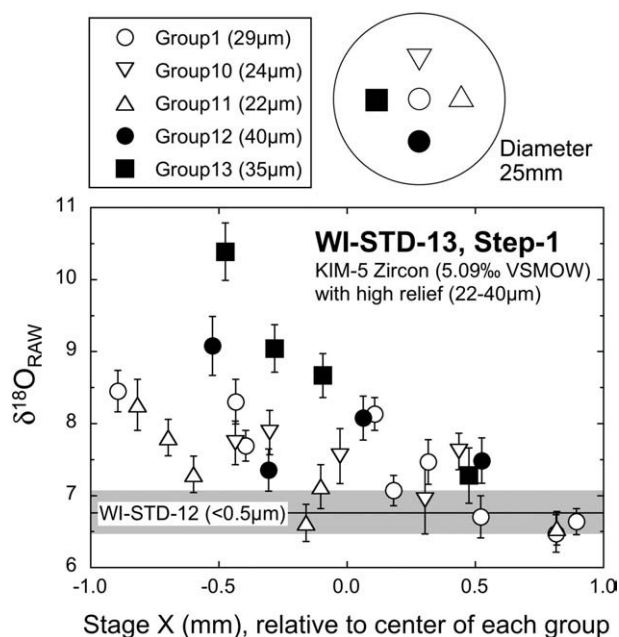 Group1 (29µm)
Group10 (24µm)
Group11 (22µm)
Group12 (40µm)
Group13 (35µm)
Diameter
25mm
11
10
9
8
7
6
δ18ORAW
WI-STD-13, Step-1
KIM-5 Zircon (5.09‰ VSMOW)
with high relief (22-40µm)
WI-STD-12 (<0.5µm)
-1.0
-0.5
0.0
0.5
1.0
Stage X (mm), relative to center of each group